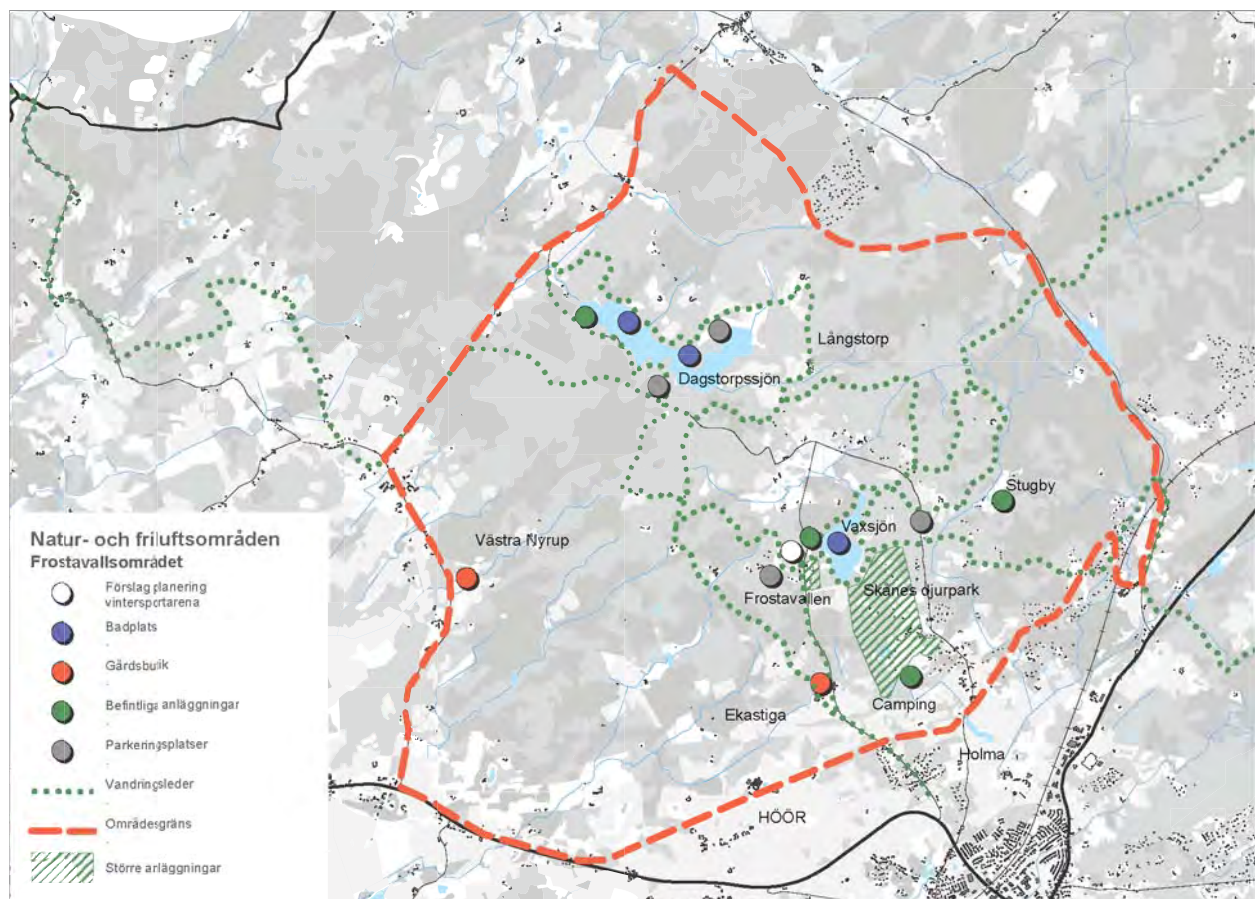 Långstorp
Dagstorpssjön
Stugby
Vaxsjön
Västra Nyrup
Frostavallen
Skånes djurpark
Ekastiga
Camping
Holma
HÖÖR
Natur- och friluftsområden
Frostavallsområdet
Förslag planering
vintersportarena
Badplats
Gårdsbutik
Befintliga anläggningar
Parkeringsplatser
Vandringsleder
Områdesgräns
Större anläggningar